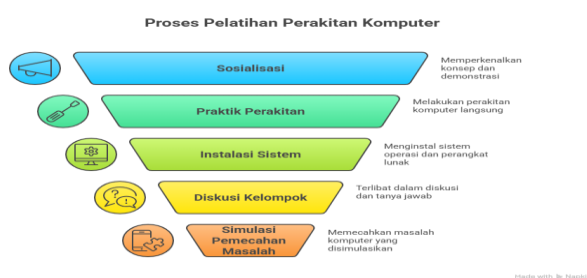 Proses Pelatihan Perakitan Komputer
Sosialisasi
Memperkenalkan
konsep dan
demonstrasi
Praktik Perakitan
Melakukan perakitan
komputer langsung
Instalasi Sistem
Menginstal sistem
operasi dan perangkat
lunak
Diskusi Kelompok
Terlibat dalam diskusi
dan tanya jawab
Simulasi
Pemecahan
Masalah
Memecahkan masalah
komputer yang
disimulasikan
Made with